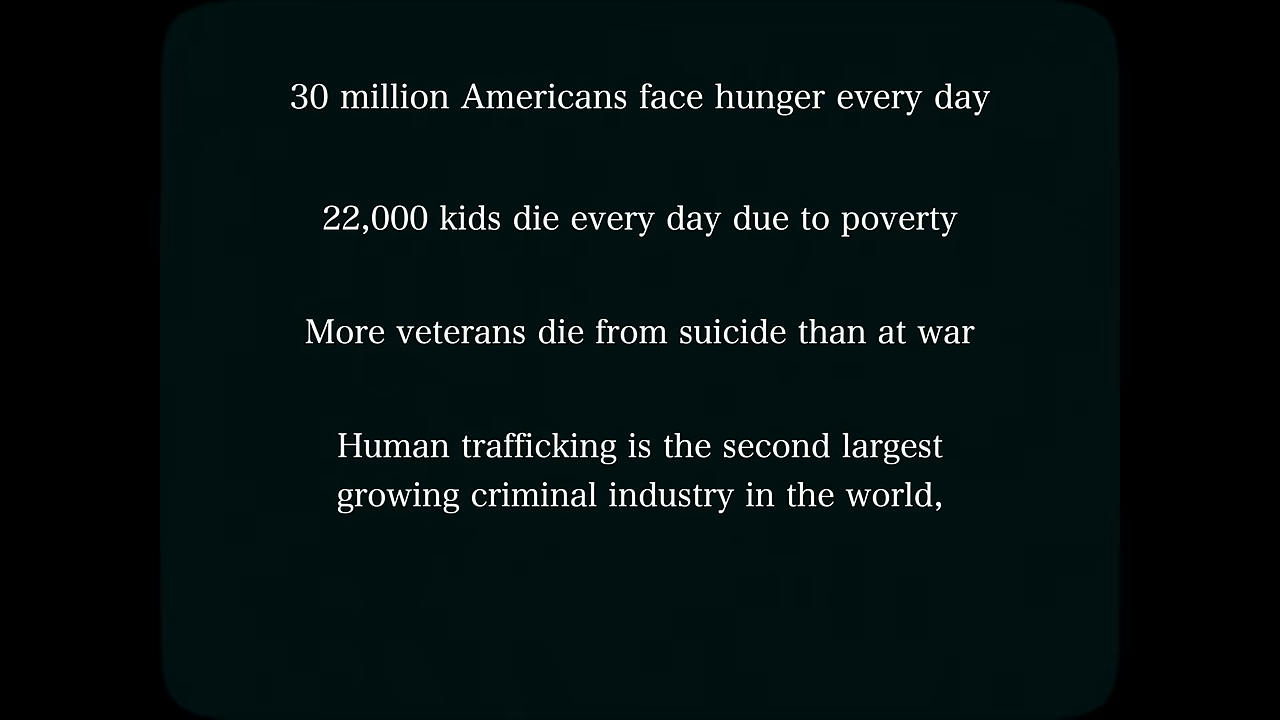 30 million Americans face hunger every day
22,000 kids die every day due to poverty
More veterans die from suicide than at war
Human trafficking is the second largest
growing criminal industry in the world,